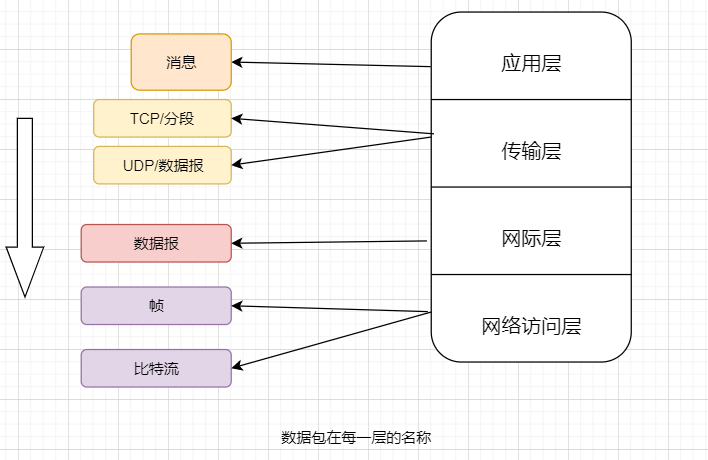 消息
应用层
TCP/分段
UDP/数据报
传输层
数据报
网际层
帧
比特流
网络访问层
数据包在每一层的名称